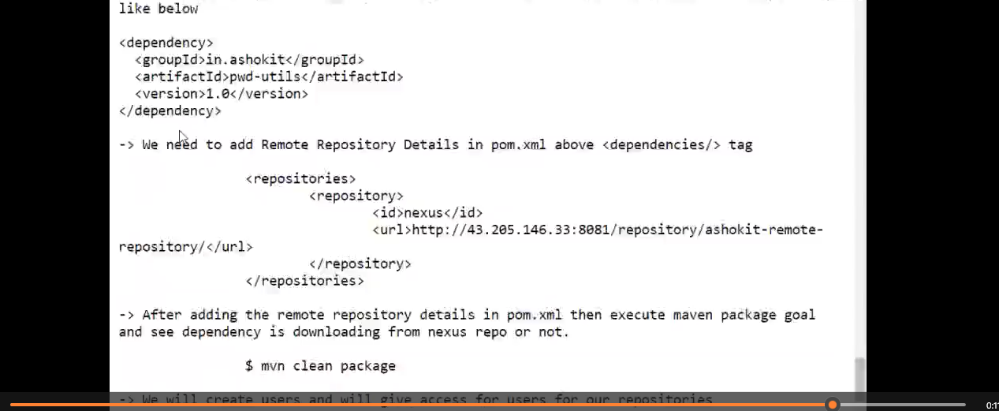 like below
<dependency>
<groupId>in.ashokit</groupId>
<artifactId>pwd-utils</artifactId>
<version>1.0</version>
</dependency>
-> We need to add Remote Repository Details in pom.xml above <dependencies/> tag
<repositories>
<repository>
<id>nexus</id>
<url>http://43.205.146.33:8081/repository/ashokit-remote-
repository/</url>
</repository>
</repositories>
-> After adding the remote repository details in pom.xml then execute maven package goal
and see dependency is downloading from nexus repo or not.
$ mvn clean package
-> We will create users and will give access for users for our repositories